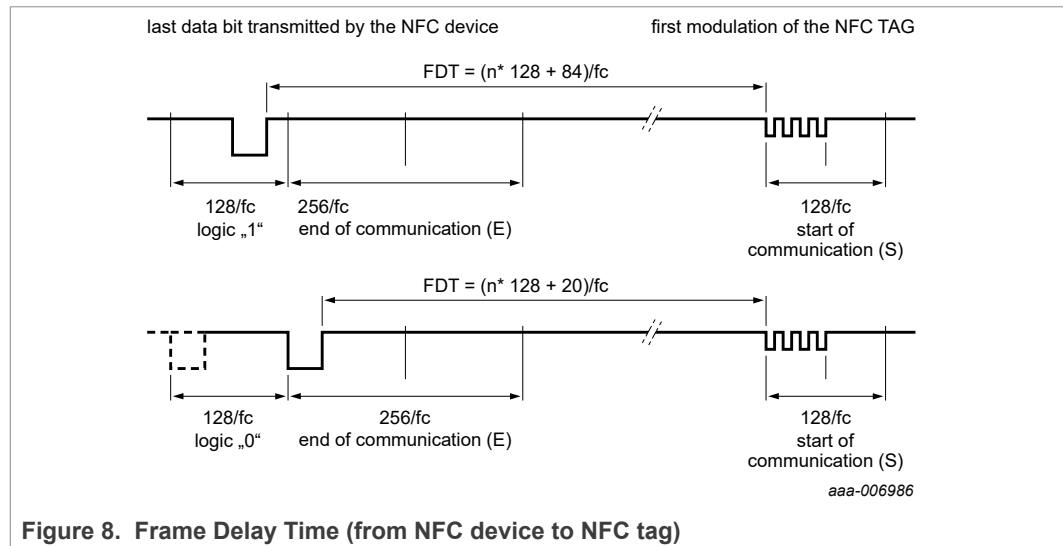 last data bit transmitted by the NFC device
first modulation of the NFC TAG
FDT = (n* 128 + 84)/fc
128/fc
logic „1“
256/fc
end of communication (E)
128/fc
start of
communication (S)
FDT = (n* 128 + 20)/fc
128/fc
logic „0“
256/fc
end of communication (E)
128/fc
start of
communication (S)
aaa-006986
Figure 8. Frame Delay Time (from NFC device to NFC tag)